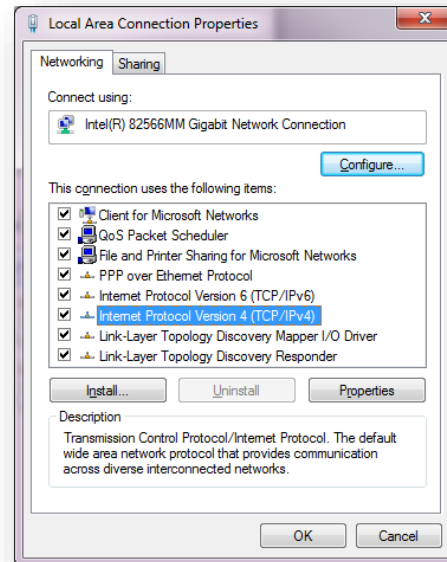 Local Area Connection Properties
Networking
Sharing
Connect using:
Intel(R) 82566MM Gigabit Network Connection
Configure...
This connection uses the following items:
Client for Microsoft Networks
QoS Packet Scheduler
File and Printer Sharing for Microsoft Networks
PPP over Ethernet Protocol
Internet Protocol Version 6 (TCP/IPv6)
Internet Protocol Version 4 (TCP/IPv4)
Link-Layer Topology Discovery Mapper I/O Driver
Link-Layer Topology Discovery Responder
Install...
Uninstall
Properties
Description
Transmission Control Protocol/Internet Protocol. The default
wide area network protocol that provides communication
across diverse interconnected networks.
OK
Cancel